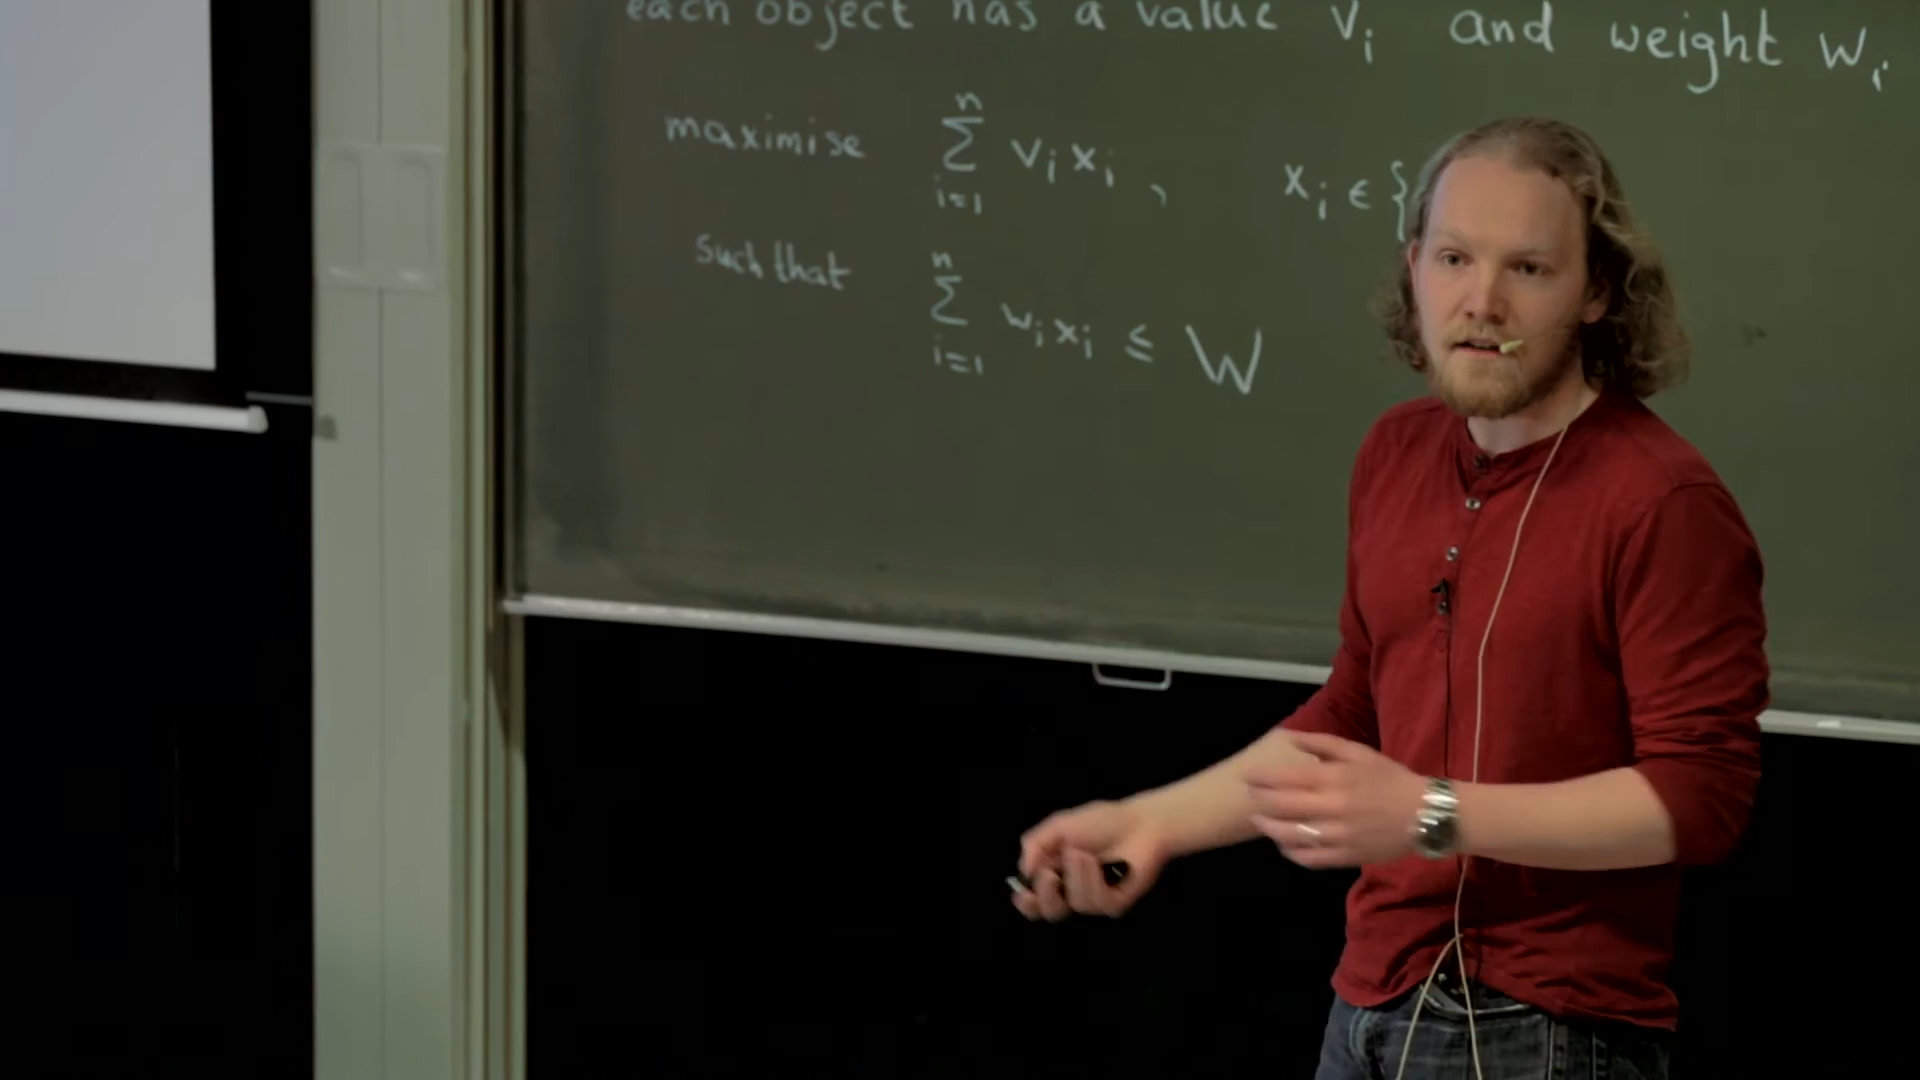 each object has a value vᵢ and weight wᵢ
maximise ∑ᵢ₌₁ⁿ vᵢxᵢ, xᵢ ∈ {
such that ∑ᵢ₌₁ⁿ wᵢxᵢ ≤ W